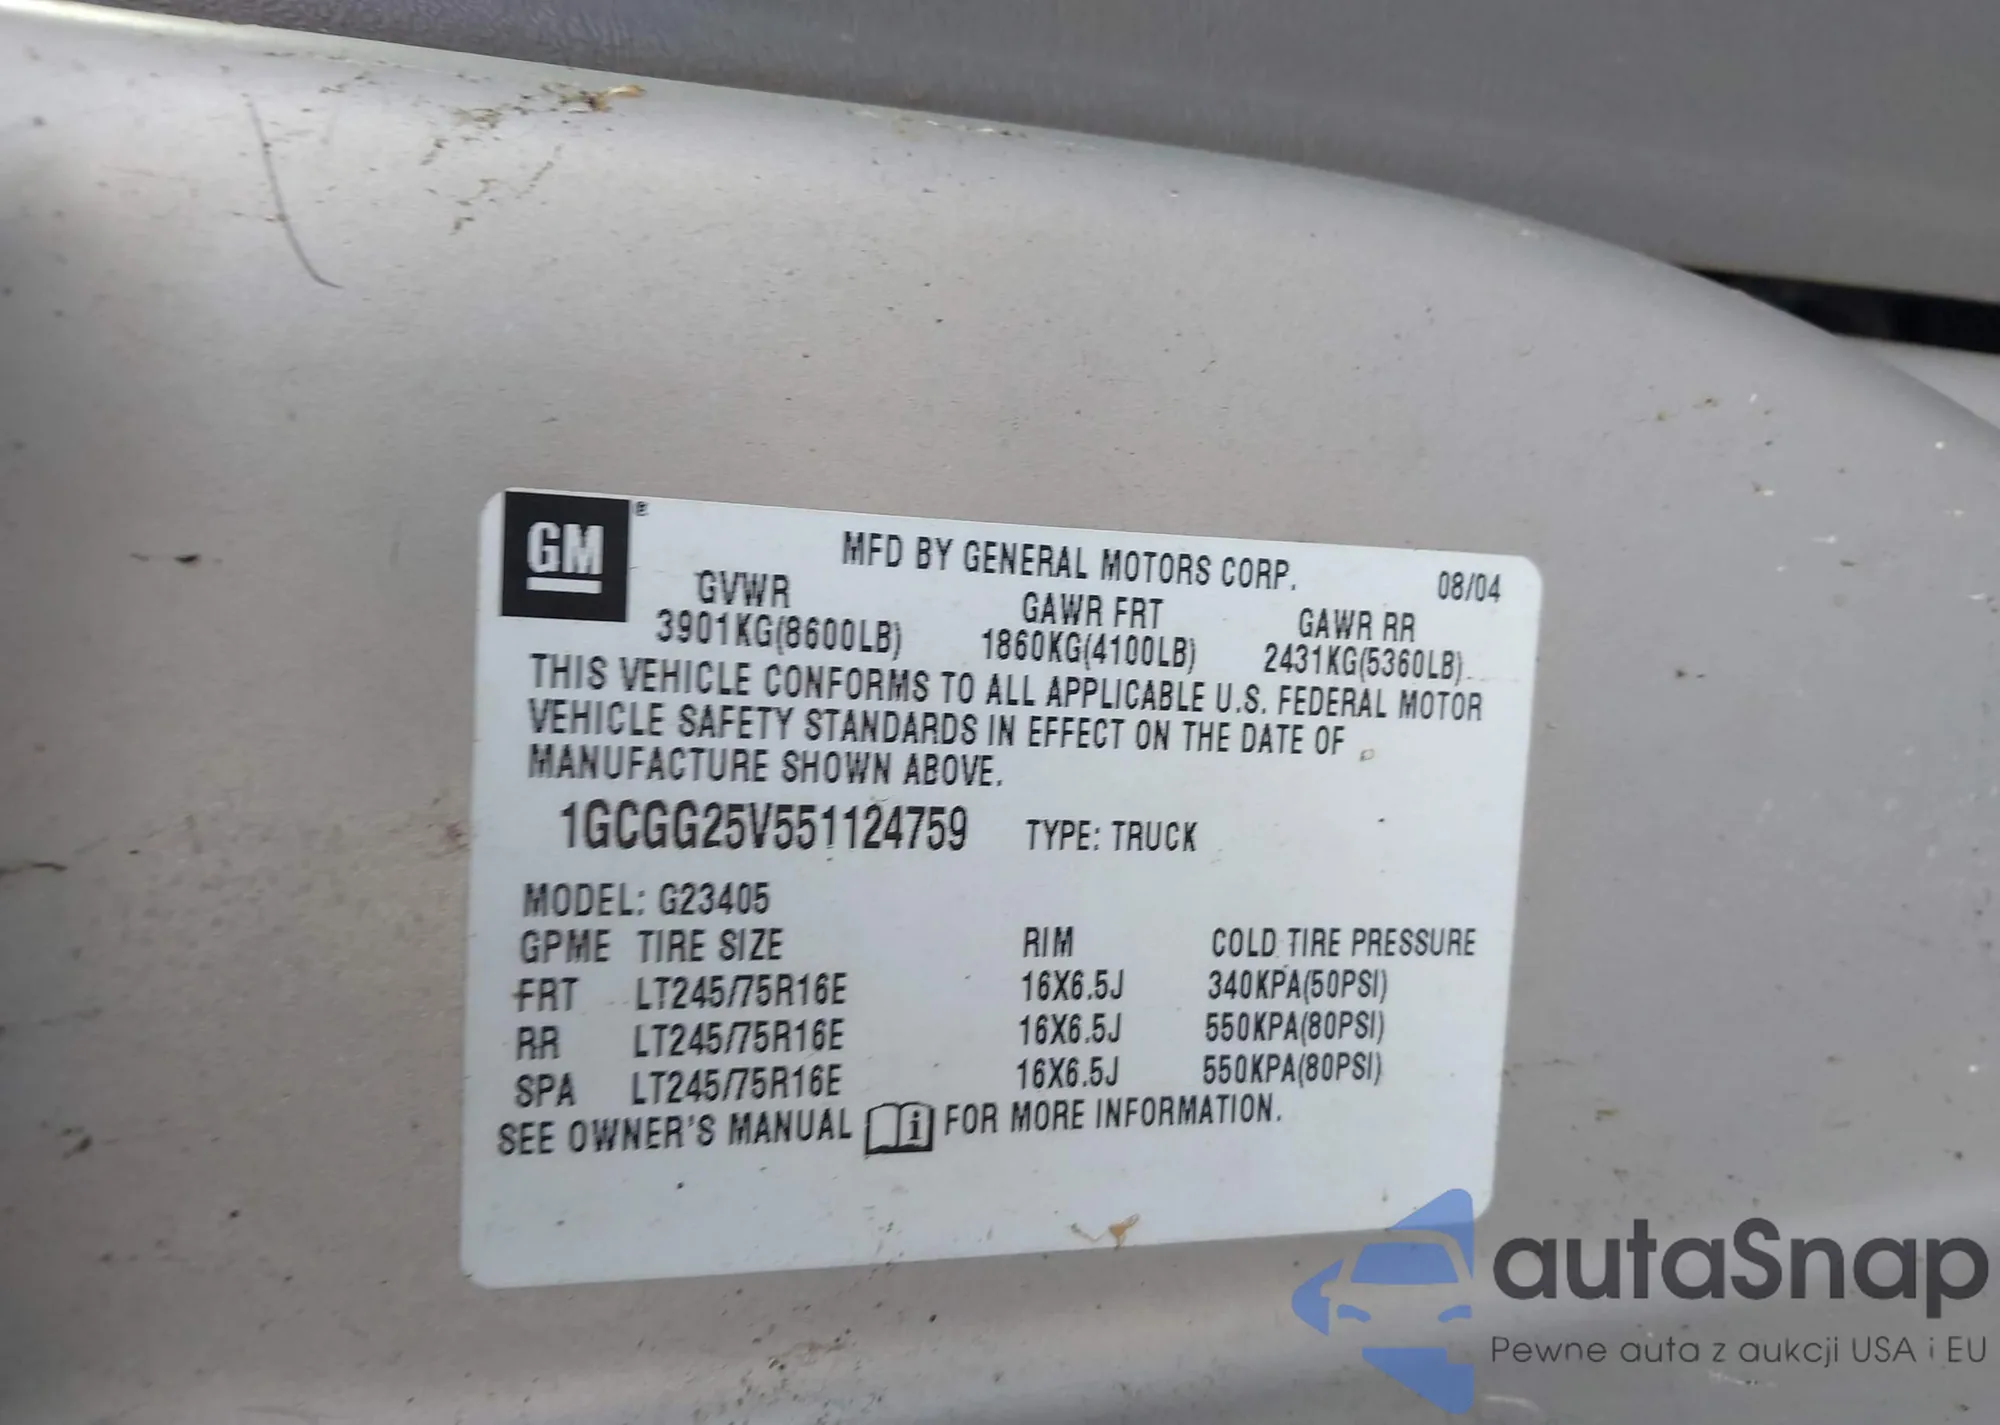 GM ®
MFD BY GENERAL MOTORS CORP. 08/04
GVWR GAWR FRT GAWR RR
3901KG(8600LB) 1860KG(4100LB) 2431KG(5360LB)
THIS VEHICLE CONFORMS TO ALL APPLICABLE U.S. FEDERAL MOTOR
VEHICLE SAFETY STANDARDS IN EFFECT ON THE DATE OF
MANUFACTURE SHOWN ABOVE.
1GCGG25V551124759 TYPE: TRUCK
MODEL: G23405
GPME TIRE SIZE RIM COLD TIRE PRESSURE
FRT LT245/75R16E 16X6.5J 340KPA(50PSI)
RR LT245/75R16E 16X6.5J 550KPA(80PSI)
SPA LT245/75R16E 16X6.5J 550KPA(80PSI)
SEE OWNER'S MANUAL i FOR MORE INFORMATION.
autaSnap
Pewne auta z aukcji USA i EU